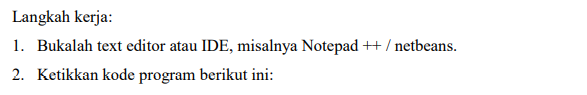 Langkah kerja:
1. Bukalah text editor atau IDE, misalnya Notepad ++ / netbeans.
2. Ketikkan kode program berikut ini: